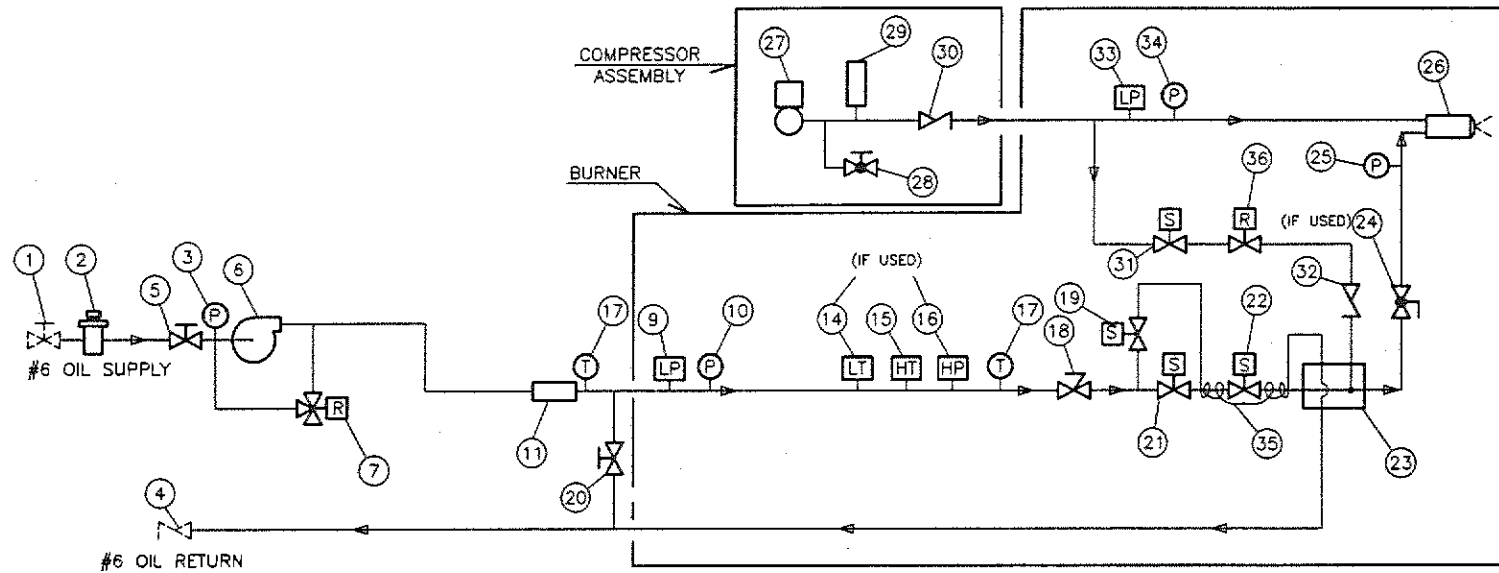 COMPRESSOR
ASSEMBLY
27
29
30
28
33
34
LP
P
26
25
P
BURNER
36
S
R
(IF USED)
24
31
32
1
2
3
6
5
P
#6 OIL SUPPLY
R
7
(IF USED)
17
9
10
14
15
16
17
18
19
22
T
LP
P
LT
HT
HP
T
S
S
S
11
20
21
35
23
4
#6 OIL RETURN